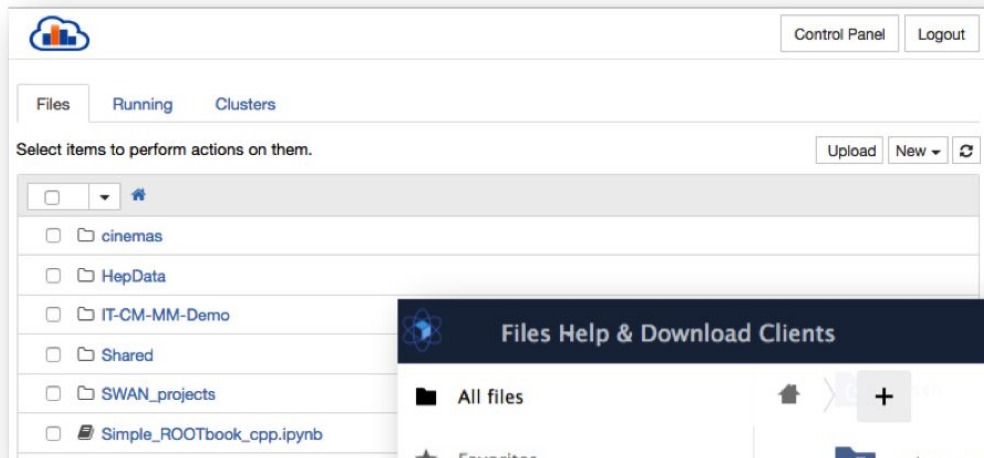 Control Panel Logout
Files Running Clusters
Select items to perform actions on them.
Upload New
cinemas
HepData
IT-CM-MM-Demo
Shared
SWAN_projects
Simple_ROOTbook_cpp.ipynb
Files Help & Download Clients
All files
+